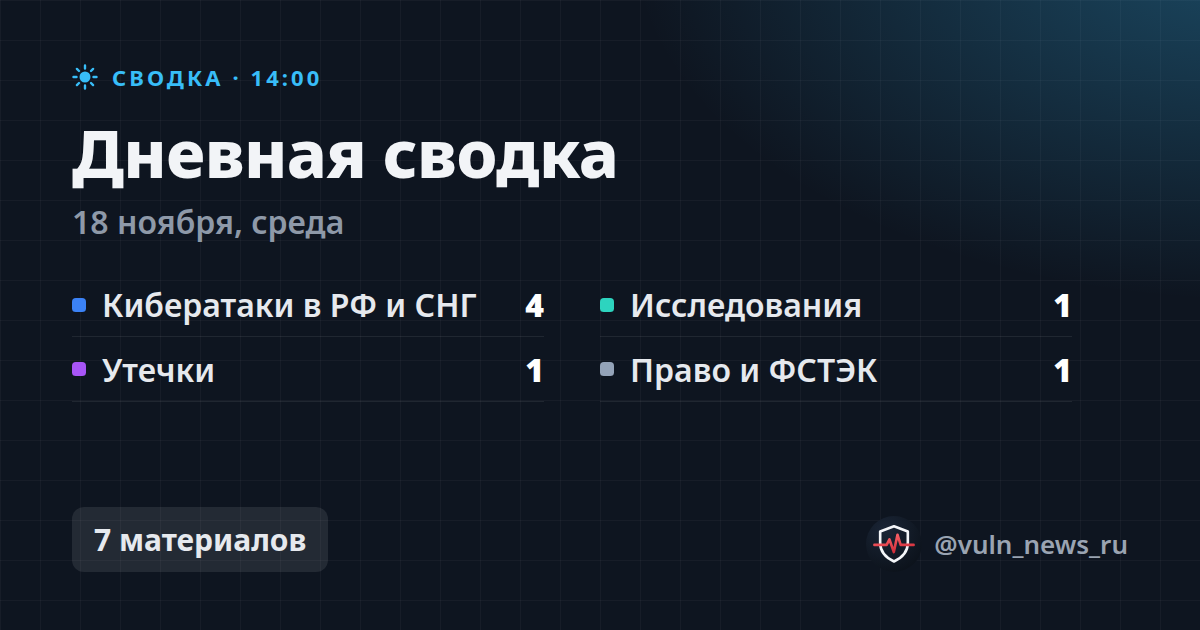 СВОДКА · 14:00
Дневная сводка
18 ноября, среда
Кибератаки в РФ и СНГ 4
Исследования 1
Утечки 1
Право и ФСТЭК 1
7 материалов
@vuln_news_ru